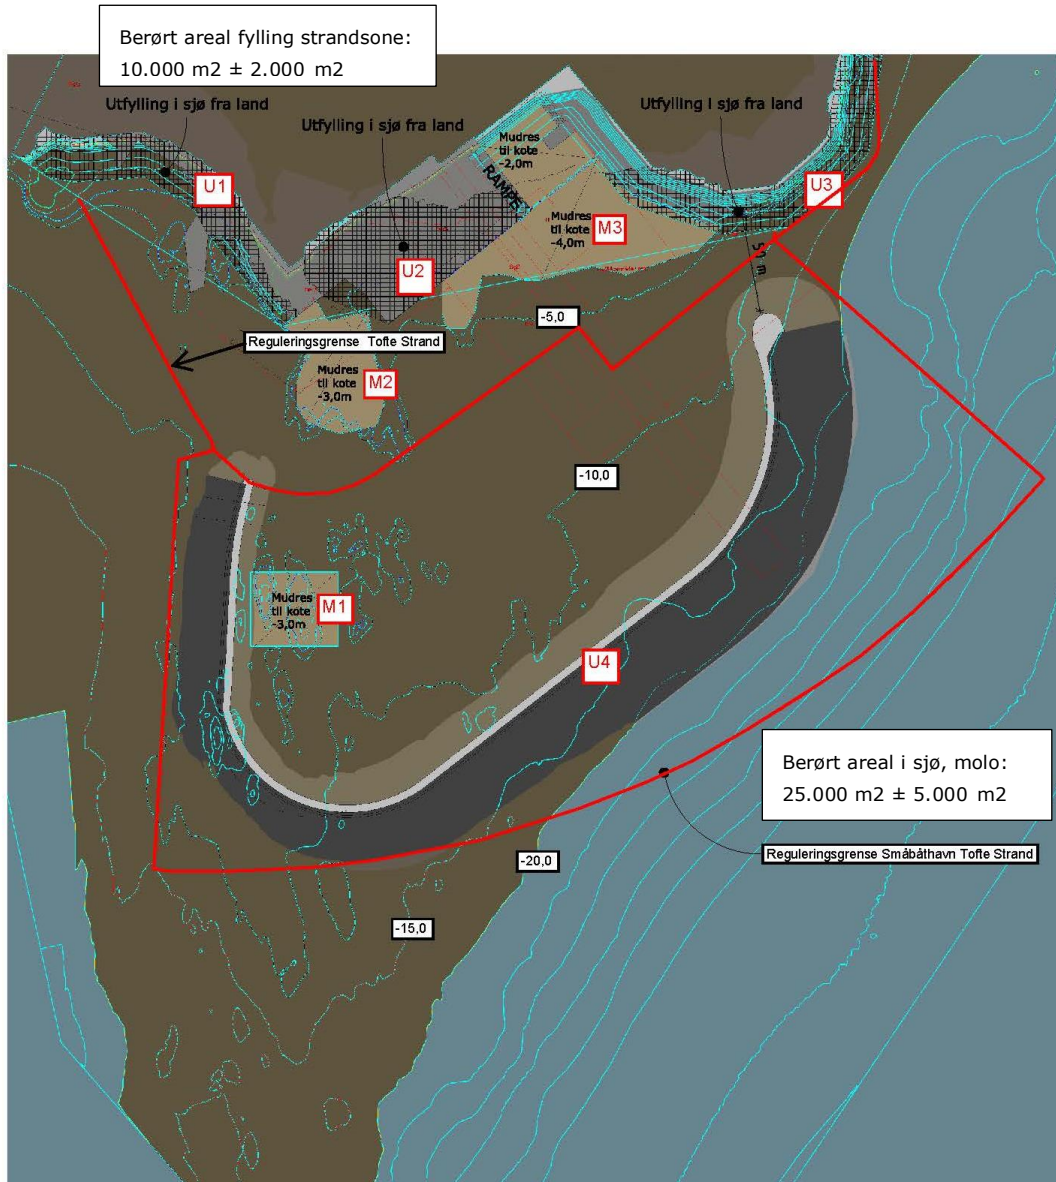 Berørt areal fylling strandsone:
10.000 m2 ± 2.000 m2
Utfylling i sjø fra land
Utfylling i sjø fra land
Utfylling i sjø fra land
Mudres
til kote
-2,0m
RAMPE
U1
U3
Mudres
til kote
-4,0m
M3
U2
-5,0
Reguleringsgrense Tofte Strand
Mudres
til kote
-3,0m
M2
-10,0
Mudres
til kote
-3,0m
M1
U4
Berørt areal i sjø, molo:
25.000 m2 ± 5.000 m2
Reguleringsgrense Småbåthavn Tofte Strand
-20,0
-15,0